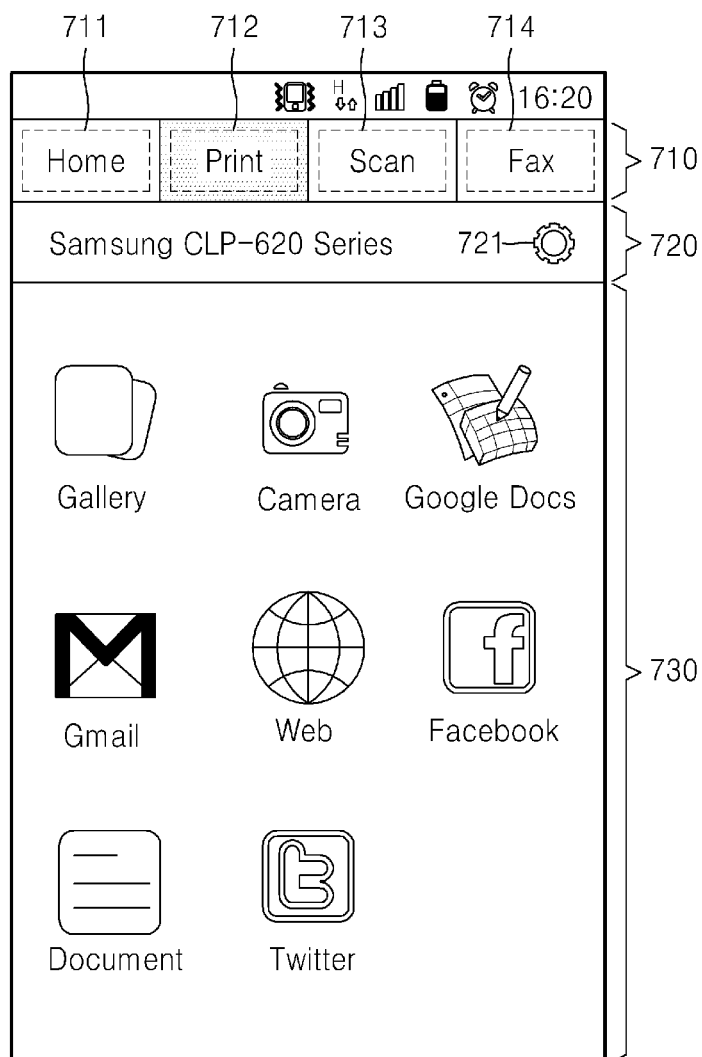 711 712 713 714
H 16:20
Home Print Scan Fax 710
Samsung CLP-620 Series 721 720
Gallery Camera Google Docs
Gmail Web Facebook 730
Document Twitter